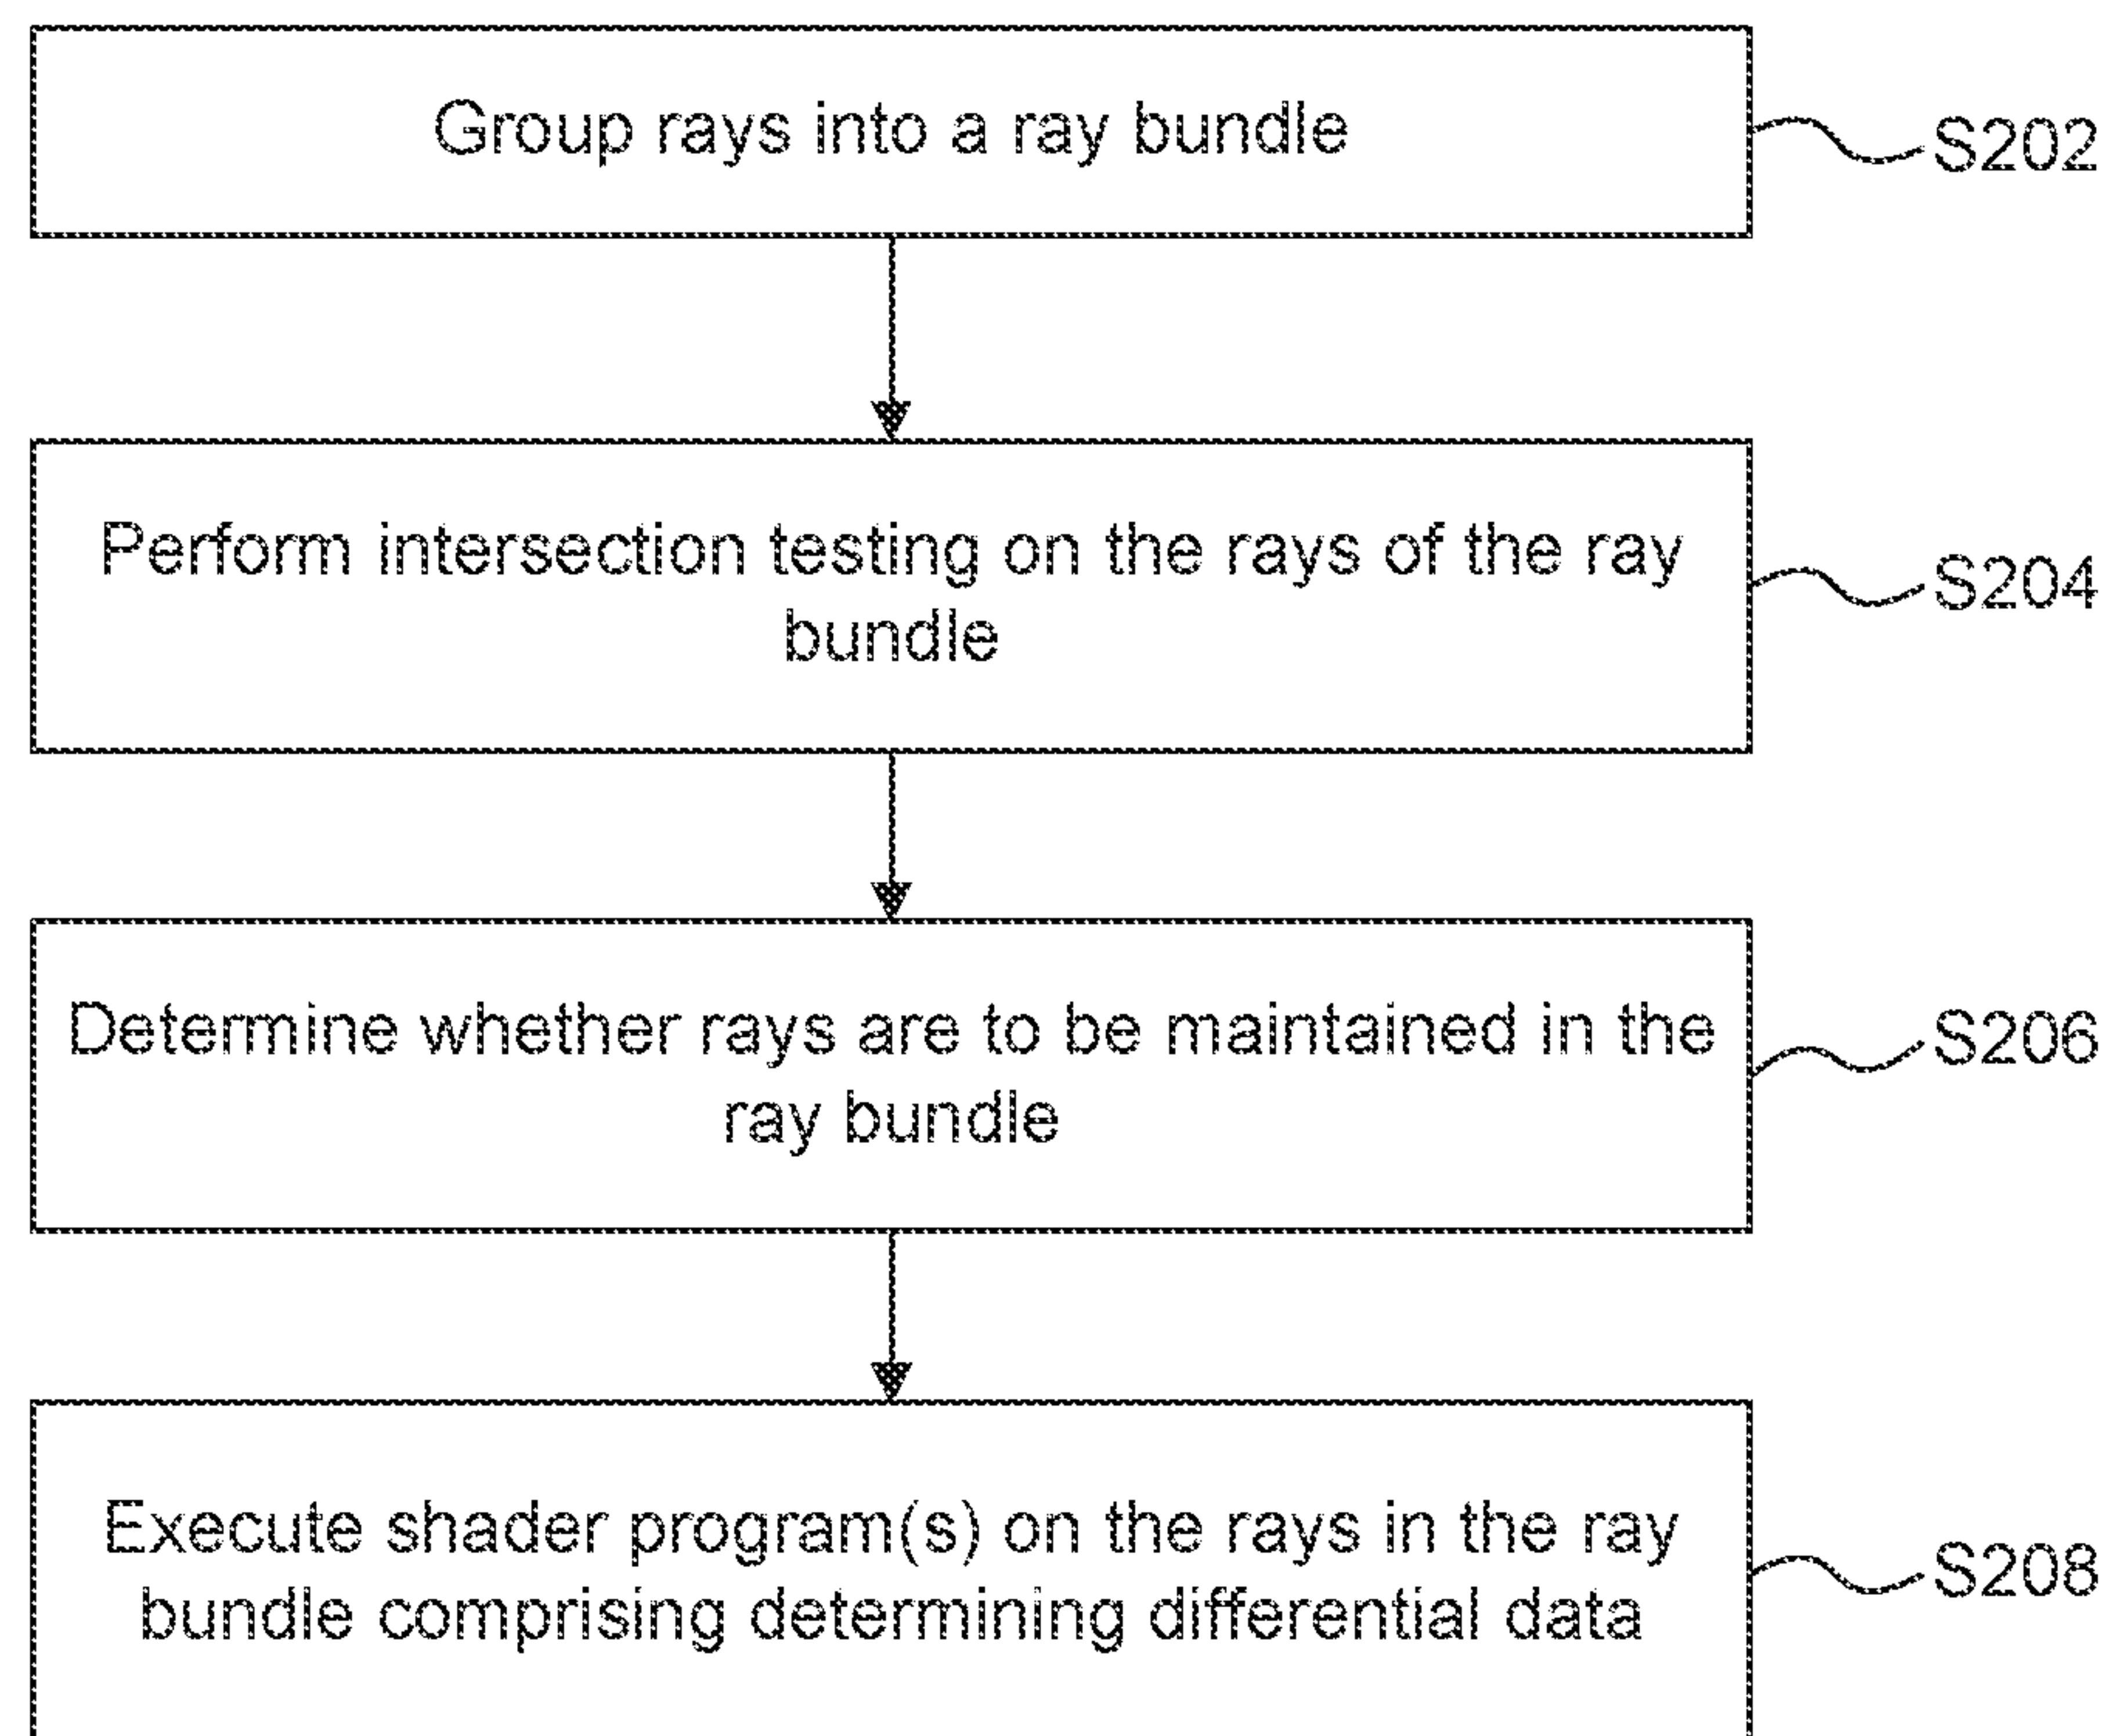 Group rays into a ray bundle
S202
Perform intersection testing on the rays of the ray
bundle
S204
Determine whether rays are to be maintained in the
ray bundle
S206
Execute shader program(s) on the rays in the ray
bundle comprising determining differential data
S208